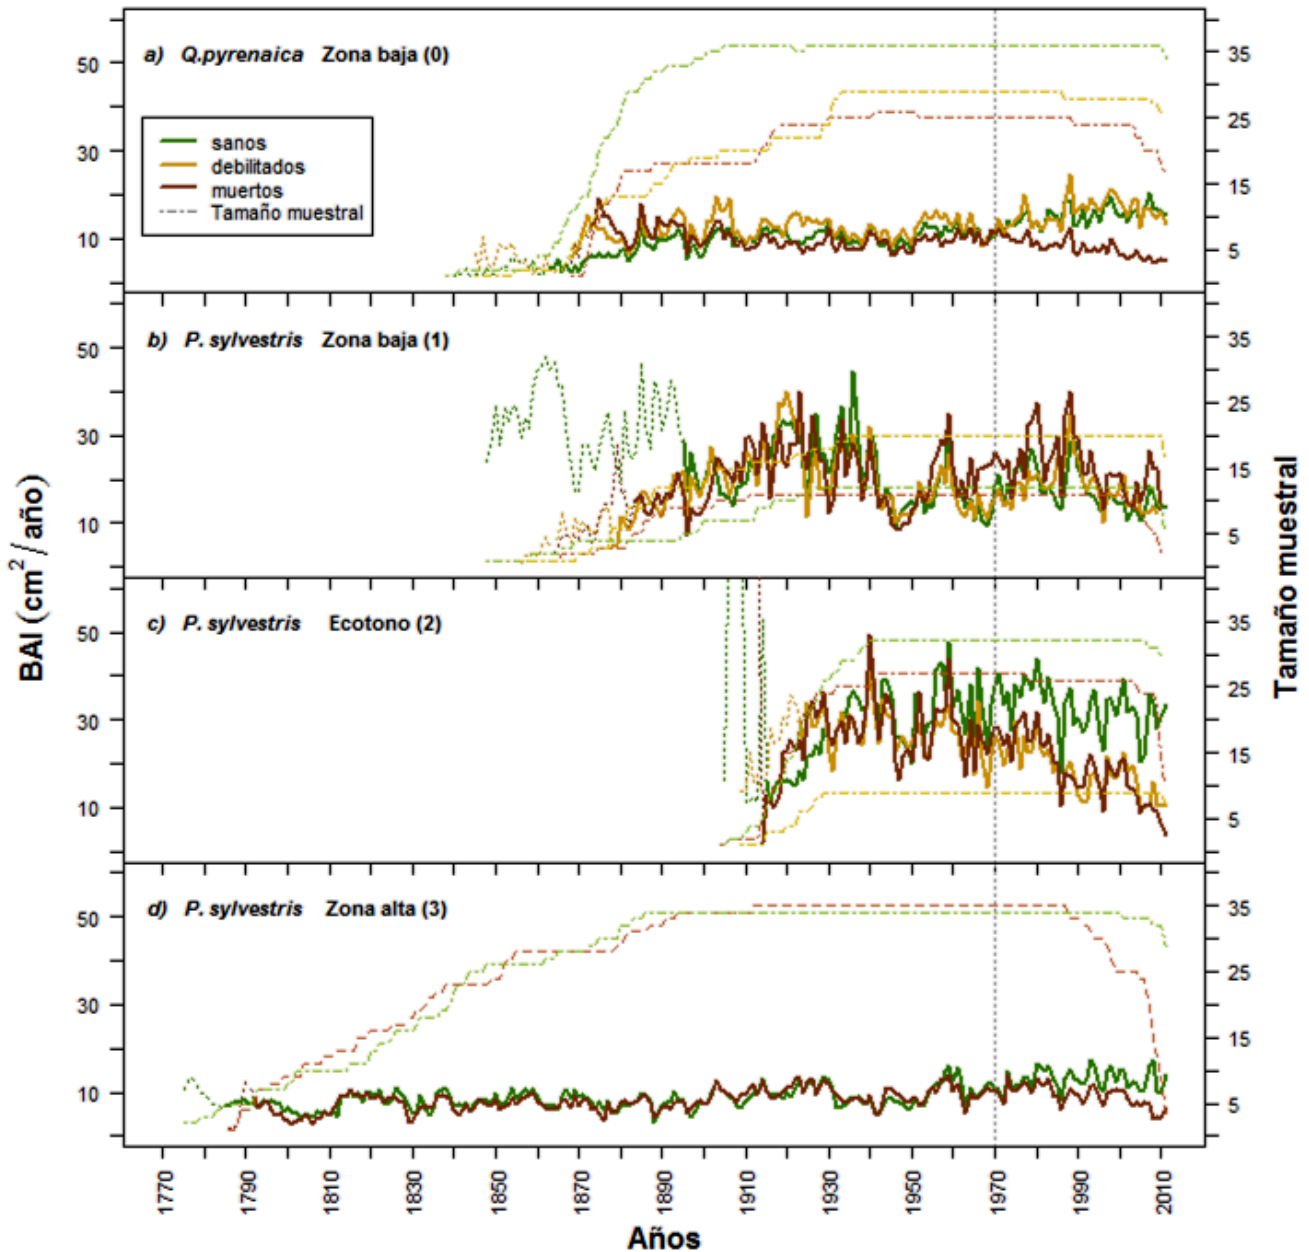 a) Q.pyrenaica Zona baja (0)
sanos
debilitados
muertos
Tamaño muestral
50
30
10
35
25
15
5
b) P. sylvestris Zona baja (1)
50
30
10
35
25
15
5
c) P. sylvestris Ecotono (2)
50
30
10
35
25
15
5
d) P. sylvestris Zona alta (3)
50
30
10
35
25
15
5
BAI (cm2 / año)
Tamaño muestral
1770 1790 1810 1830 1850 1870 1890 1910 1930 1950 1970 1990 2010
Años